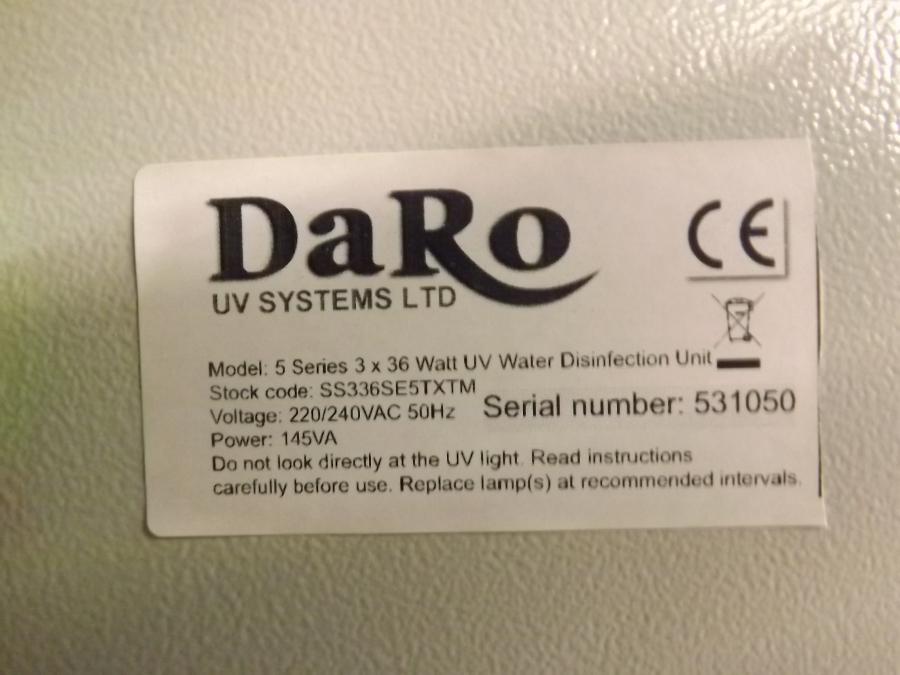 DaRo
UV SYSTEMS LTD
CE
Model: 5 Series 3 x 36 Watt UV Water Disinfection Unit
Stock code: SS336SE5TXTM
Voltage: 220/240VAC 50Hz
Serial number: 531050
Power: 145VA
Do not look directly at the UV light. Read instructions
carefully before use. Replace lamp(s) at recommended intervals.